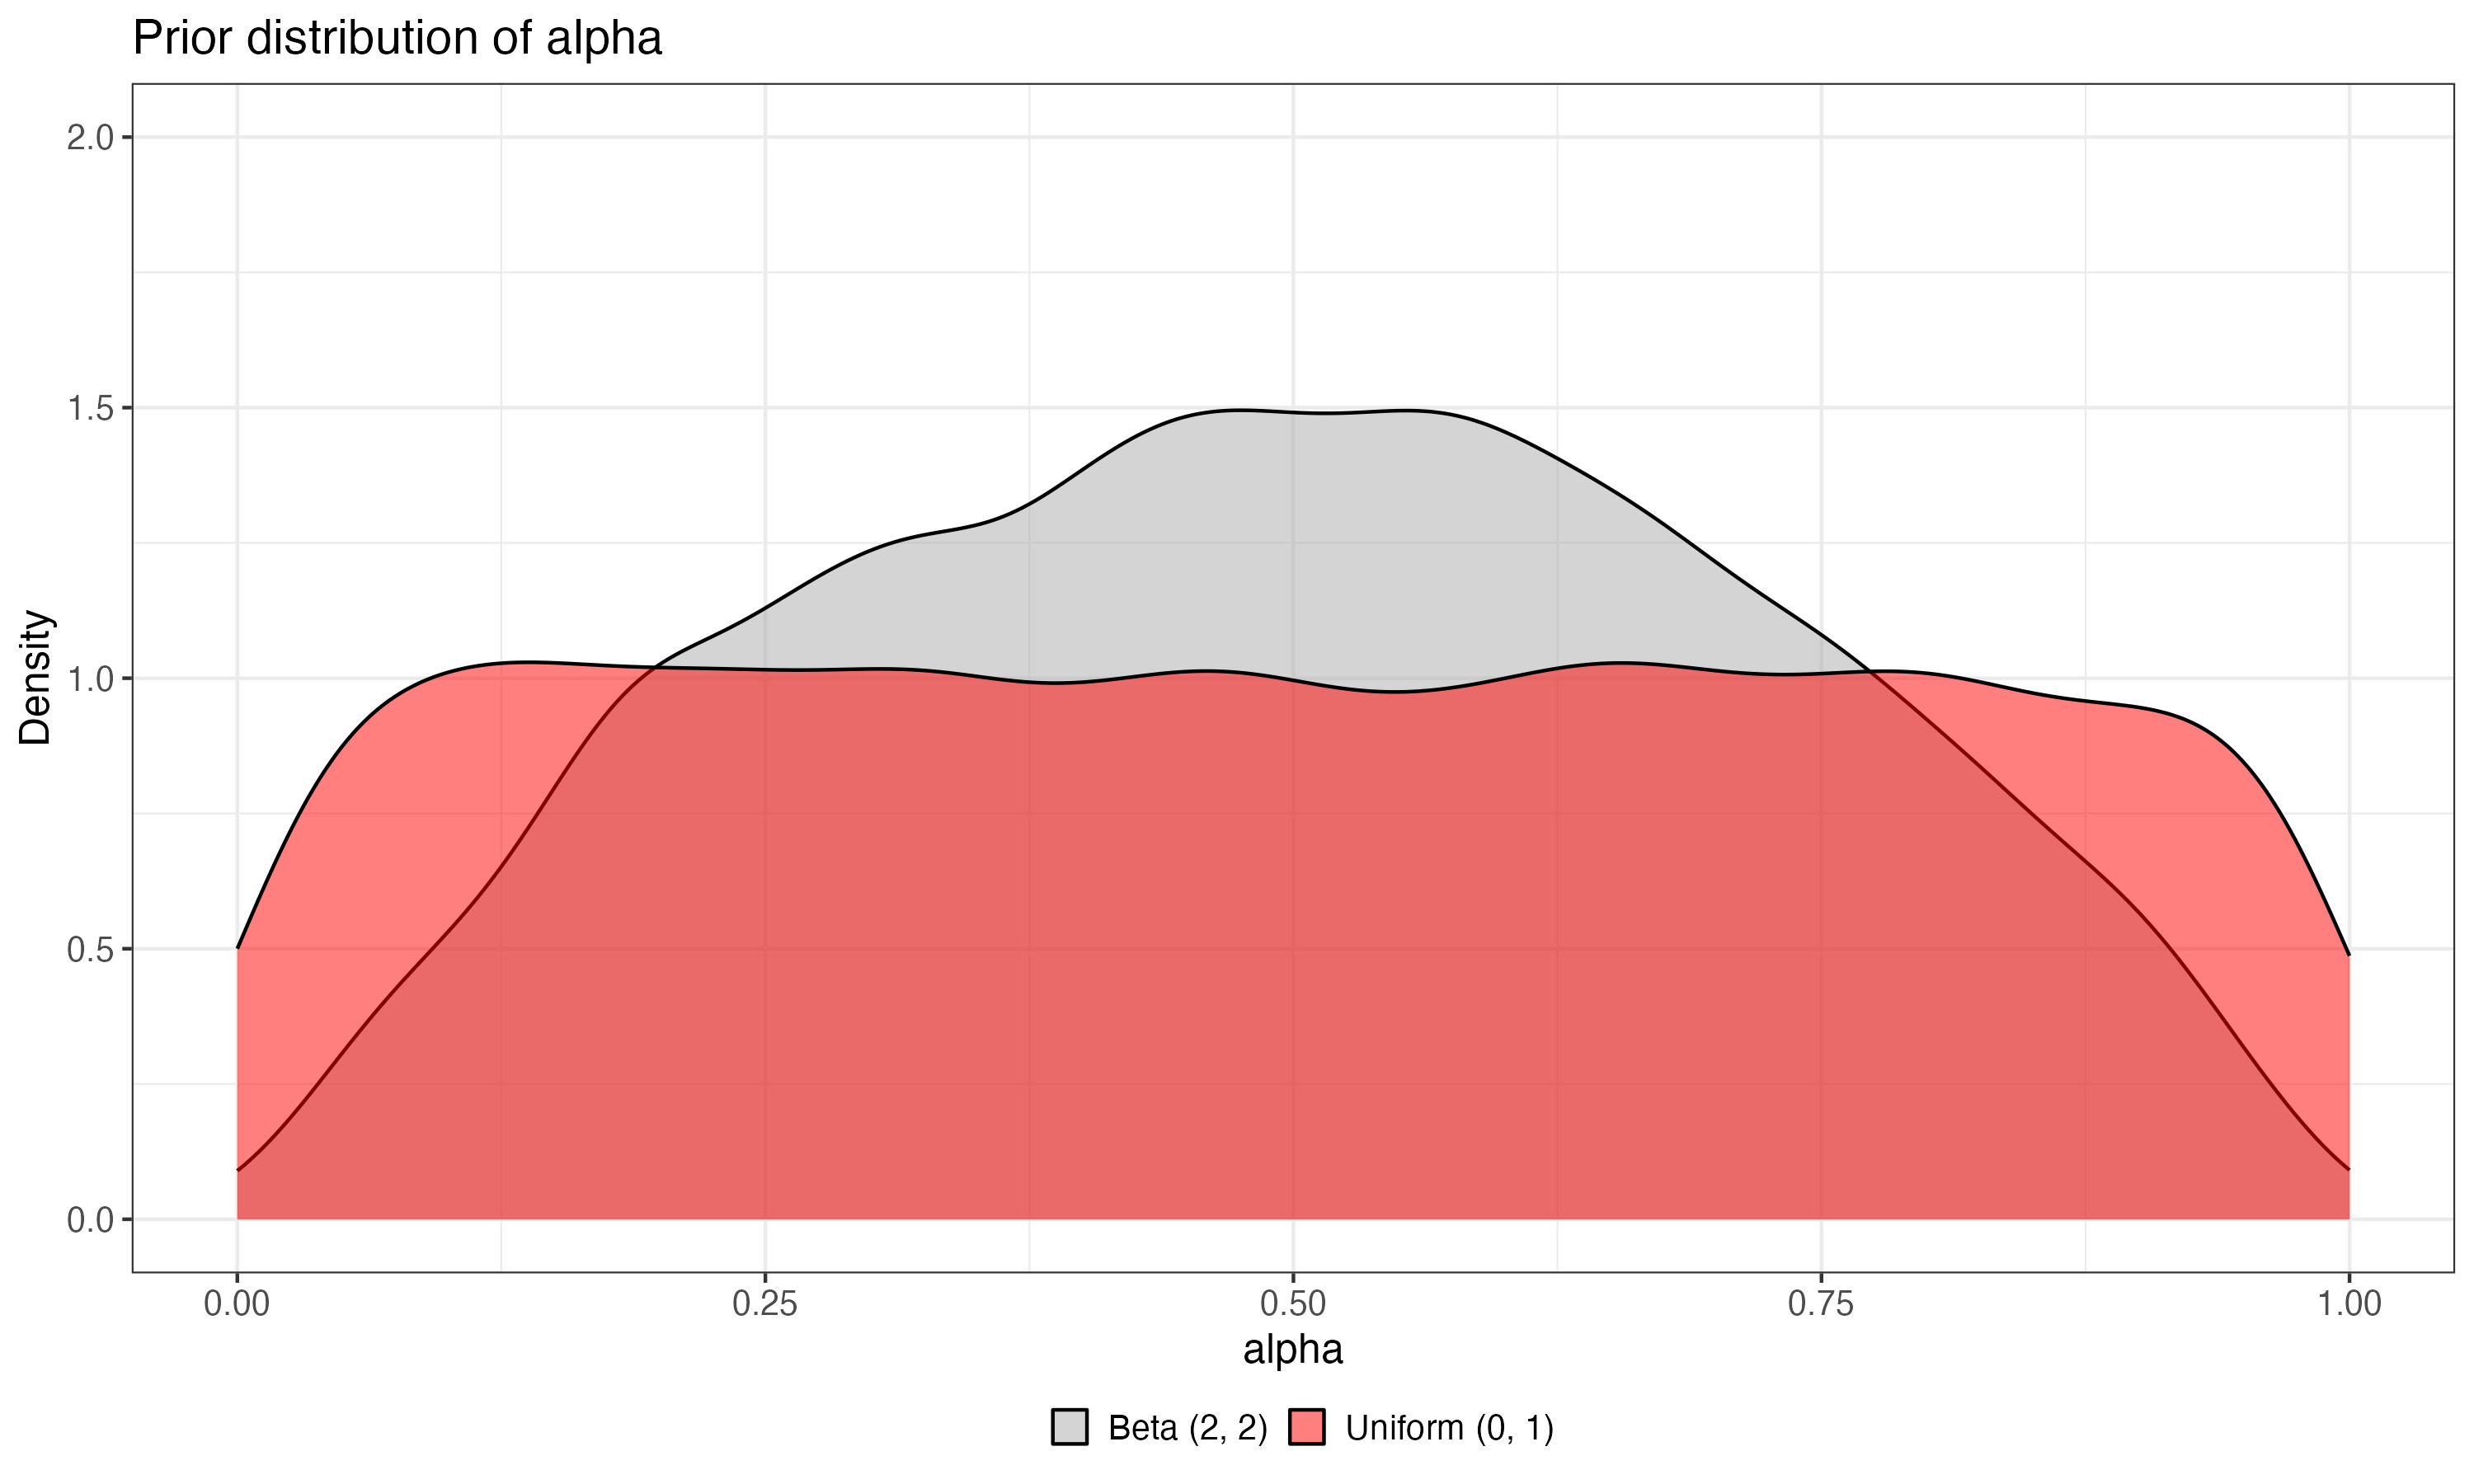 Prior distribution of alpha
2.0
1.5
1.0
0.5
0.0
Density
0.00 0.25 0.50 0.75 1.00
alpha
Beta (2, 2) Uniform (0, 1)